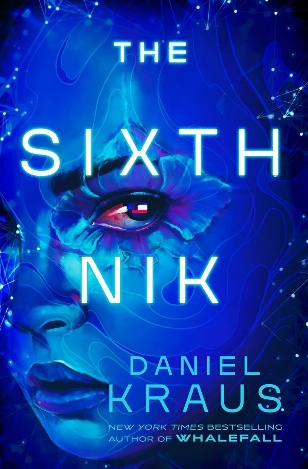 THE
SIXTH
NIK
DANIEL
KRAUS
NEW YORK TIMES BESTSELLING
AUTHOR OF WHALEFALL